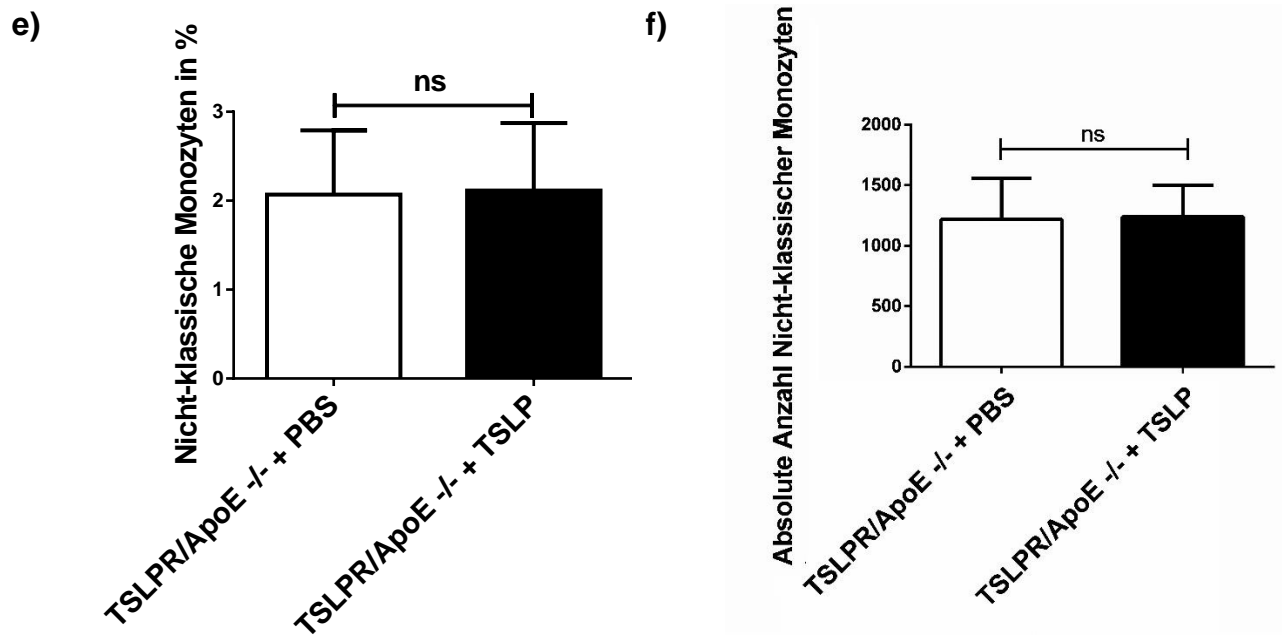 e)
Nicht-klassische Monozyten in %
ns
3
2
1
0
TSLPR/ApoE -/- + PBS
TSLPR/ApoE -/- + TSLP
f)
Absolute Anzahl Nicht-klassischer Monozyten
ns
2000
1500
1000
500
0
TSLPR/ApoE -/- + PBS
TSLPR/ApoE -/- + TSLP